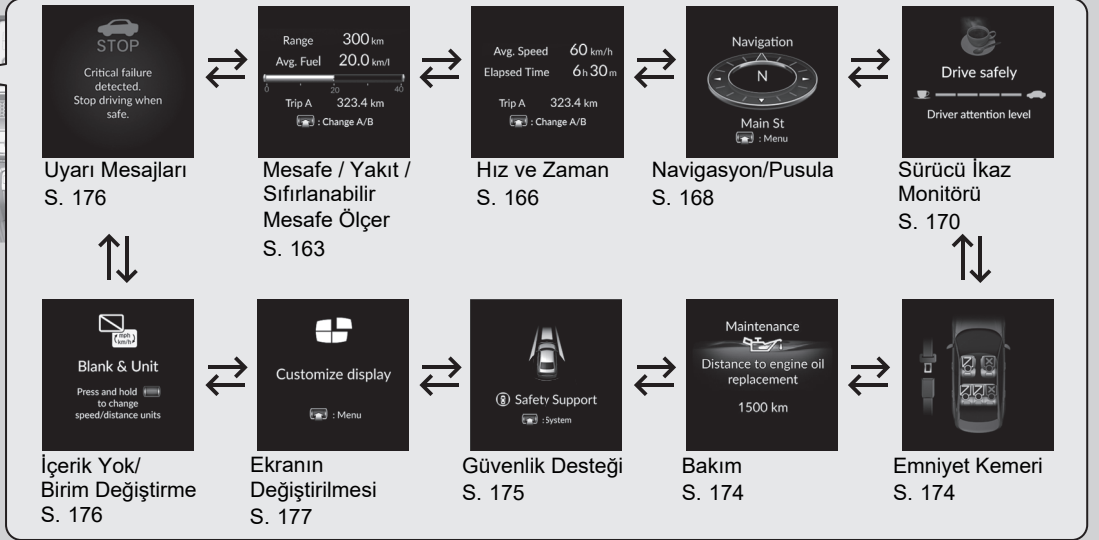 STOP
Critical failure
detected.
Stop driving when
safe.
Uyarı Mesajları
S. 176
Range 300 km
Avg. Fuel 20.0 km/l
0 20 40
Trip A 323.4 km
: Change A/B
Mesafe / Yakıt /
Sıfırlanabilir
Mesafe Ölçer
S. 163
Avg. Speed 60 km/h
Elapsed Time 6h30m
Trip A 323.4 km
: Change A/B
Hız ve Zaman
S. 166
Navigation
N
Main St
: Menu
Navigasyon/Pusula
S. 168
Drive safely
Driver attention level
Sürücü İkaz
Monitörü
S. 170
mph
km/h
Blank & Unit
Press and hold
to change
speed/distance units
İçerik Yok/
Birim Değiştirme
S. 176
Customize display
: Menu
Ekranın
Değiştirilmesi
S. 177
Safety Support
: System
Güvenlik Desteği
S. 175
Maintenance
Distance to engine oil
replacement
1500 km
Bakım
S. 174
Emniyet Kemeri
S. 174